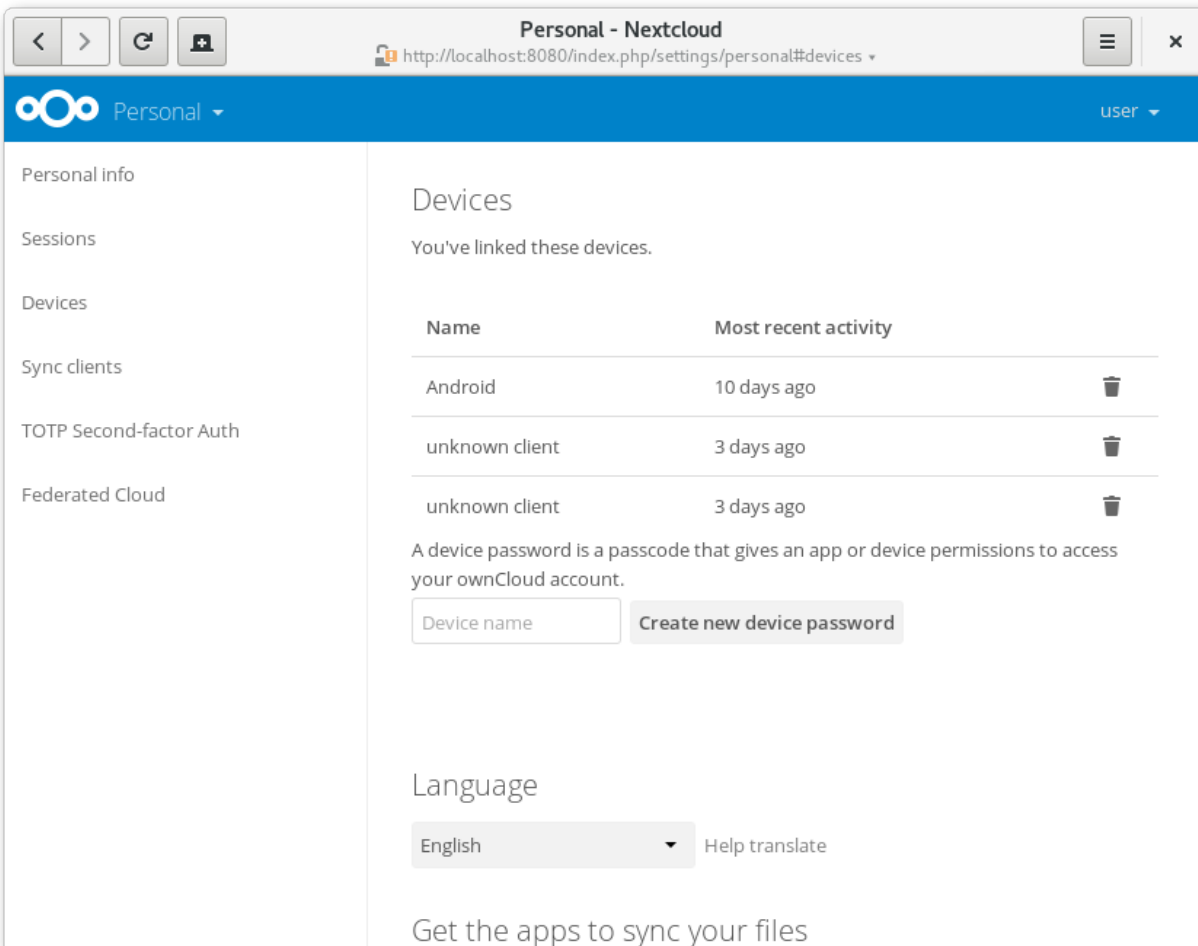 Personal - Nextcloud
http://localhost:8080/index.php/settings/personal#devices
Personal
user
Personal info
Sessions
Devices
Sync clients
TOTP Second-factor Auth
Federated Cloud
Devices
You've linked these devices.
Name Most recent activity
Android 10 days ago
unknown client 3 days ago
unknown client 3 days ago
A device password is a passcode that gives an app or device permissions to access
your ownCloud account.
Device name Create new device password
Language
English Help translate
Get the apps to sync your files